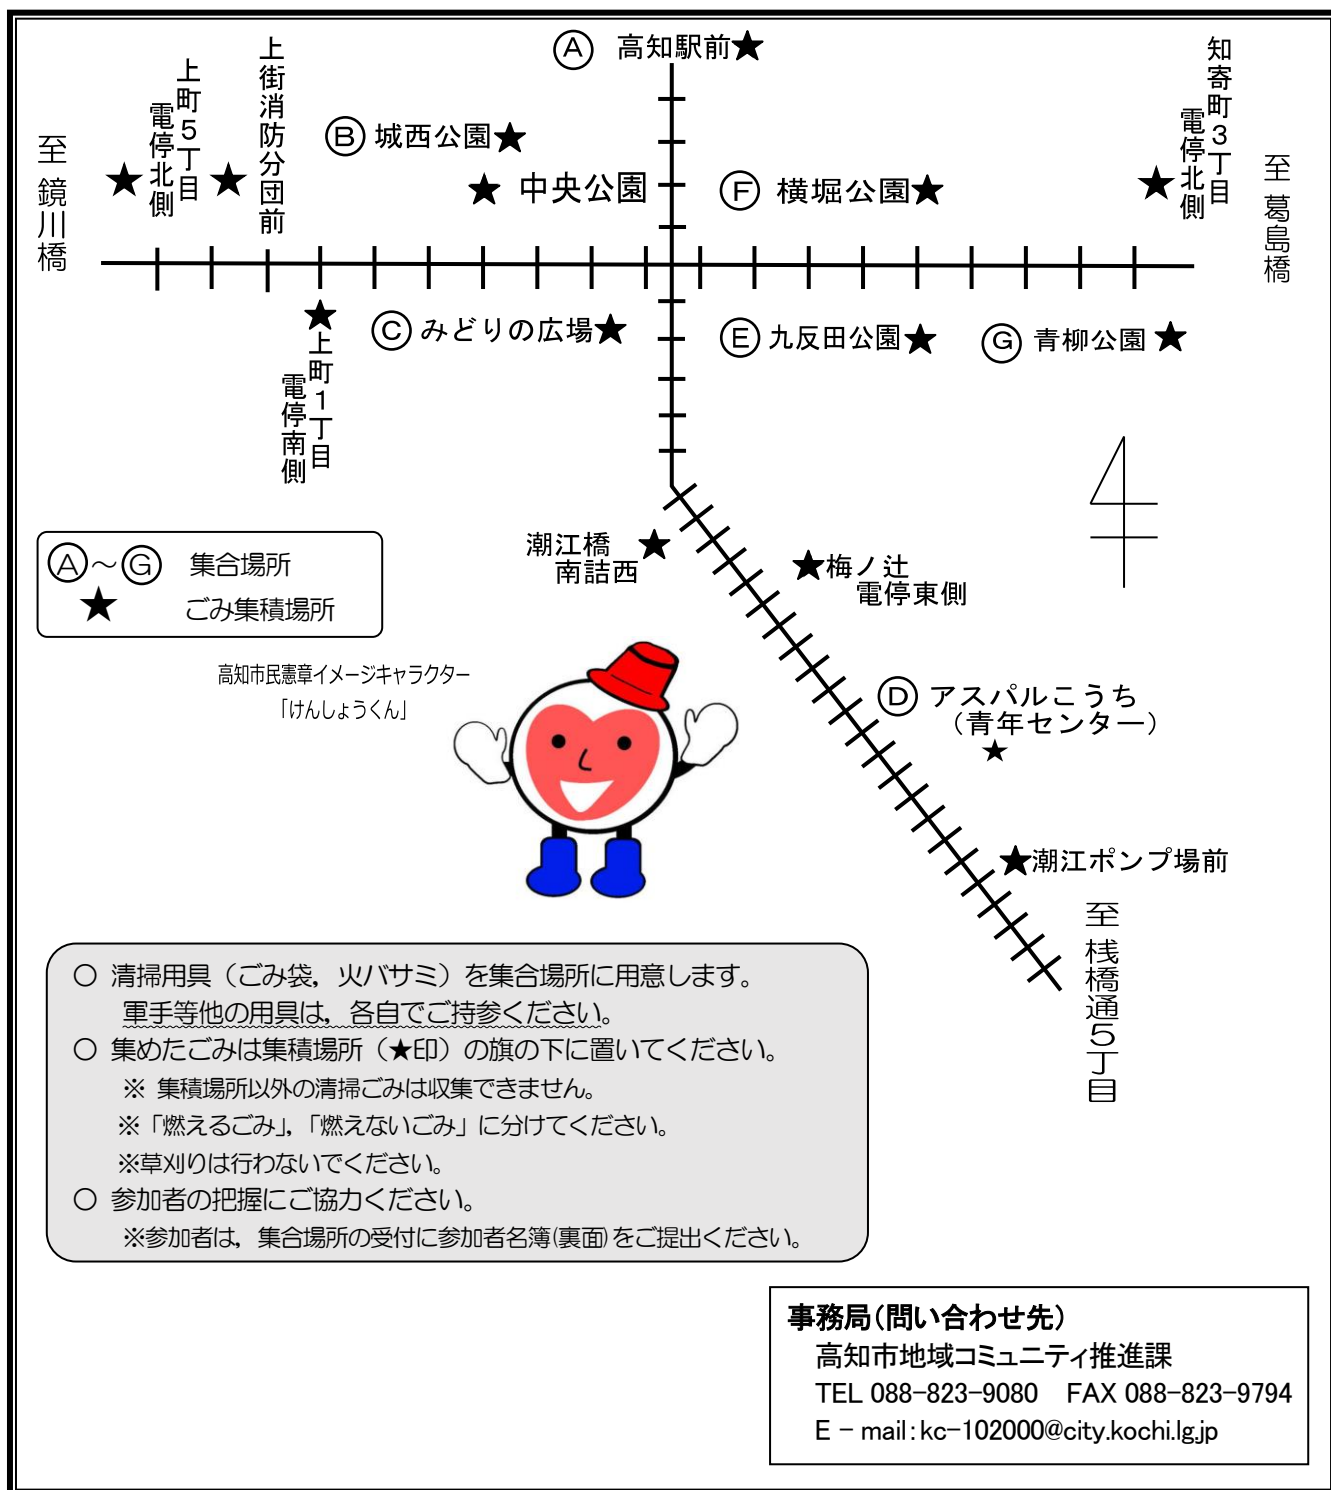 Ⓐ 高知駅前★
上町5丁目
電停北側
上街消防分団前
Ⓑ 城西公園★
★ 中央公園
Ⓕ 横堀公園★
知寄町3丁目
電停北側
至 鏡川橋
至 葛島橋
Ⓒ みどりの広場★
Ⓔ 九反田公園★
Ⓖ 青柳公園★
上町1丁目
電停南側
潮江橋
南詰西
★梅ノ辻
電停東側
Ⓐ~Ⓖ 集合場所
★ ごみ集積場所
高知市民憲章イメージキャラクター
「けんしょうくん」
Ⓓ アスパルこうち
(青年センター)
★
★潮江ポンプ場前
至 桟橋通5丁目
○ 清掃用具(ごみ袋,火バサミ)を集合場所に用意します。
軍手等他の用具は,各自でご持参ください。
○ 集めたごみは集積場所(★印)の旗の下に置いてください。
※ 集積場所以外の清掃ごみは収集できません。
※「燃えるごみ」,「燃えないごみ」に分けてください。
※草刈りは行わないでください。
○ 参加者の把握にご協力ください。
※参加者は,集合場所の受付に参加者名簿(裏面)をご提出ください。
事務局(問い合わせ先)
高知市地域コミュニティ推進課
TEL 088-823-9080 FAX 088-823-9794
E-mail:kc-102000@city.kochi.lg.jp